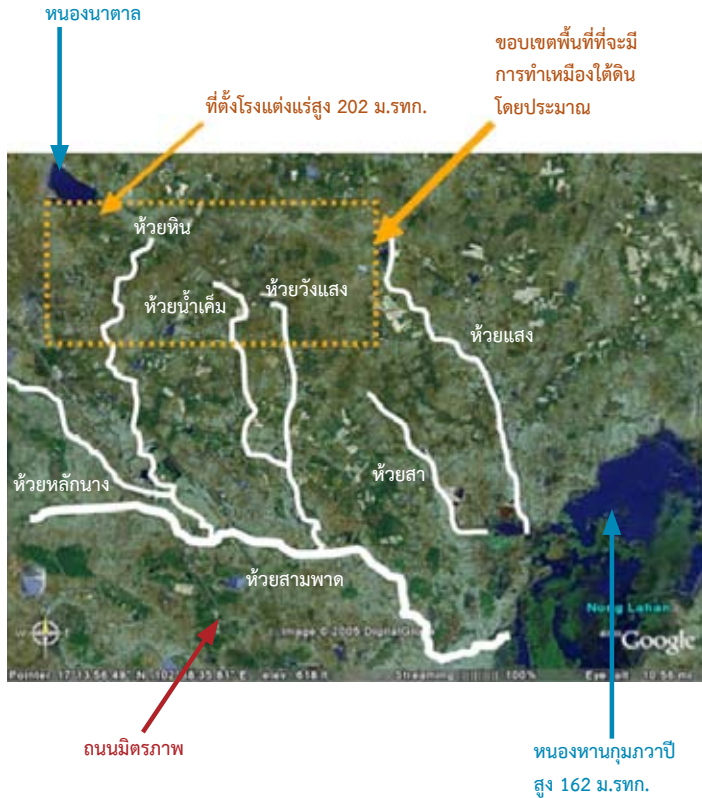 หนองนาตาล
ขอบเขตพื้นที่ที่จะมี
การทำเหมืองใต้ดิน
โดยประมาณ
ที่ตั้งโรงแต่งแร่สูง 202 ม.รทก.
ห้วยหิน
ห้วยน้ำเค็ม
ห้วยวังแสง
ห้วยแสง
ห้วยสา
ห้วยหลักนาง
ห้วยสามพาด
Nong Lahan
Image © 2005 DigitalGlobe
Google
Streaming 100%
ถนนมิตรภาพ
หนองหานกุมภวาปี
สูง 162 ม.รทก.